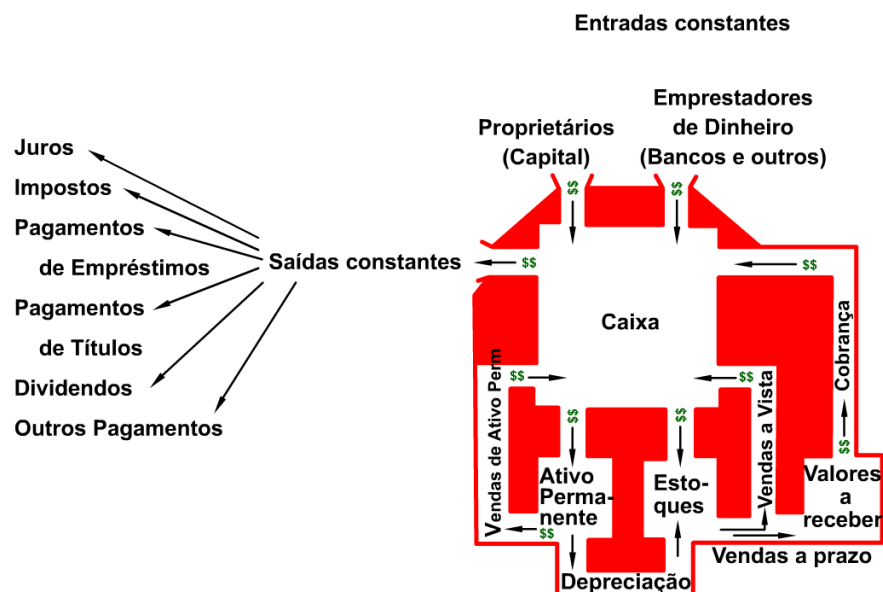 Entradas constantes
Proprietários
(Capital)
Emprestadores
de Dinheiro
(Bancos e outros)
$$
$$
Juros
Impostos
Pagamentos
de Empréstimos
Pagamentos
de Títulos
Dividendos
Outros Pagamentos
Saídas constantes
$$
$$
Caixa
Cobrança
$$
$$
$$
Vendas de Ativo Perm
Vendas a Vista
$$
$$
$$
Ativo
Perma-
nente
Esto-
ques
Valores
a
receber
$$
Vendas a prazo
Depreciação